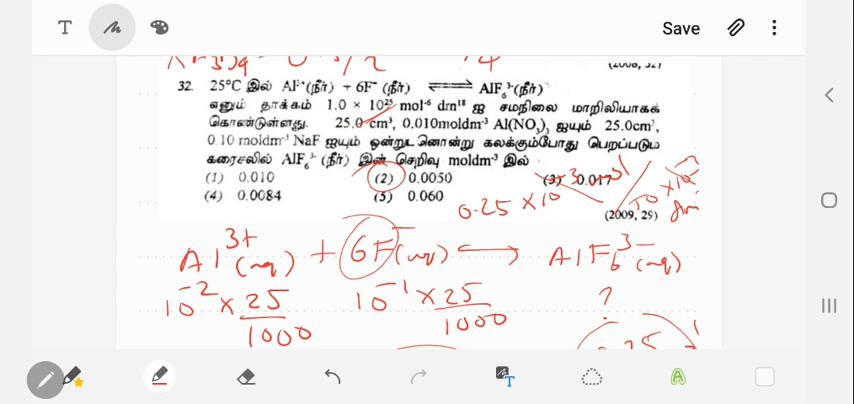 T
Save
(2008, 32)
32. 25°C இல் Al³⁺(நீர்) + 6F⁻ (நீர்) ⇌ AlF₆³⁻(நீர்)
எனும் தாக்கம் 1.0 × 10²⁵ mol⁻⁶ dm¹⁸ ஐ சமநிலை மாறிலியாகக்
கொண்டுள்ளது. 25.0 cm³, 0.010moldm⁻³ Al(NO₃)₃ ஐயும் 25.0cm³,
0.10 moldm⁻³ NaF ஐயும் ஒன்றுடனொன்று கலக்கும்போது பெறப்படும்
கரைசலில் AlF₆³⁻ (நீர்) இன் செறிவு moldm⁻³ இல்
(1) 0.010 (2) 0.0050 (3) 0.017
(4) 0.0084 (5) 0.060
0.25 × 10⁻³
(2009, 29)
Al³⁺(aq) + 6F⁻(aq) ⟷ AlF₆³⁻(aq)
10⁻² × 25/1000 10⁻¹ × 25/1000 ?
T
A